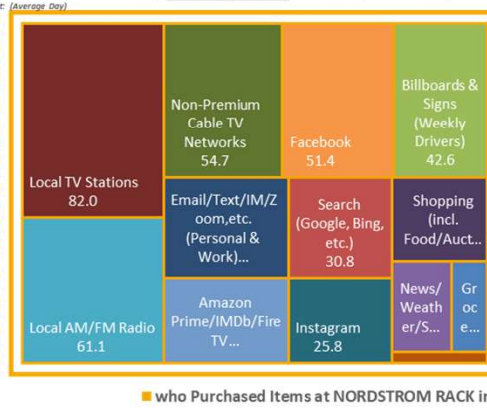 t: (Average Day)
Local TV Stations
82.0
Non-Premium
Cable TV
Networks
54.7
Facebook
51.4
Billboards &
Signs
(Weekly
Drivers)
42.6
Local AM/FM Radio
61.1
Email/Text/IM/Z
oom,etc.
(Personal &
Work)...
Search
(Google, Bing,
etc.)
30.8
Shopping
(incl.
Food/Auct...
Amazon
Prime/IMDb/Fire
TV...
Instagram
25.8
News/
Weath
er/S...
Gr
oc
e...
who Purchased Items at NORDSTROM RACK in